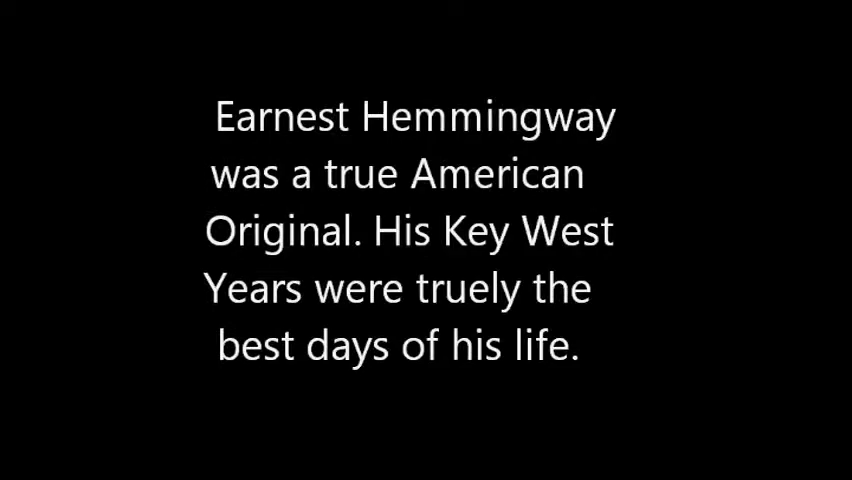 Earnest Hemmingway
was a true American
Original. His Key West
Years were truely the
best days of his life.